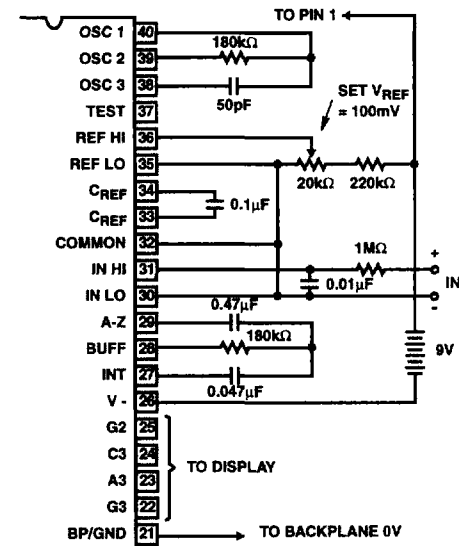 TO PIN 1
OSC 1 40
180kΩ
OSC 2 39
OSC 3 38
50pF
TEST 37
SET VREF
= 100mV
REF HI 36
REF LO 35
20kΩ 220kΩ
CREF 34
0.1µF
CREF 33
COMMON 32
1MΩ
+
IN HI 31
IN
0.01µF
IN LO 30
-
0.47µF
A-Z 29
BUFF 28
180kΩ
9V
INT 27
0.047µF
V - 26
G2 25
C3 24
TO DISPLAY
A3 23
G3 22
BP/GND 21
TO BACKPLANE 0V